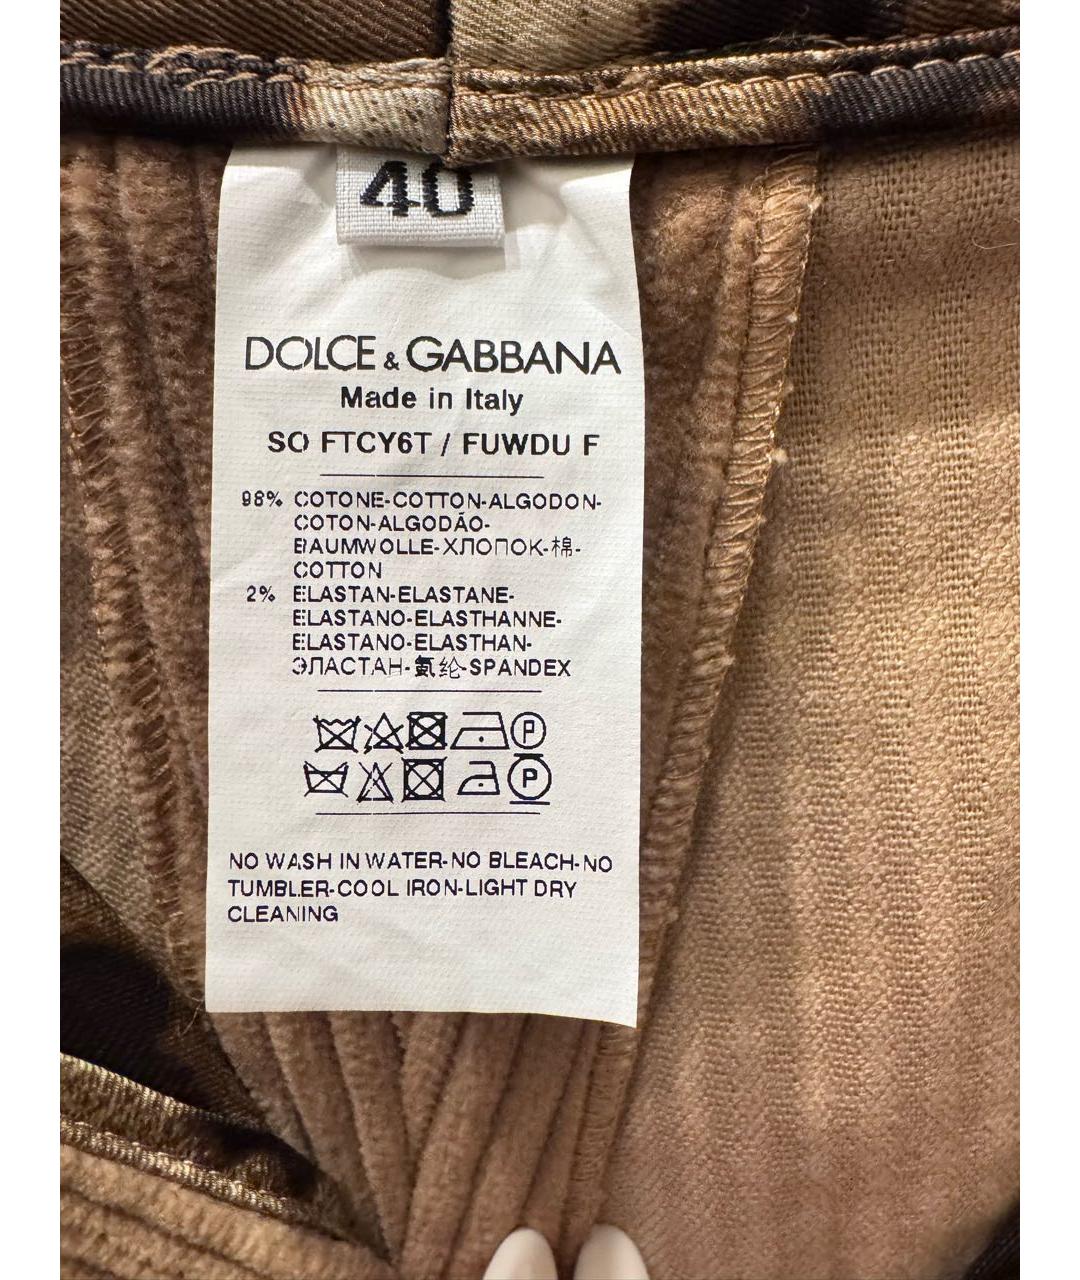 40
DOLCE & GABBANA
Made in Italy
SO FTCY6T / FUWDU F
98% COTONE-COTTON-ALGODON-
COTON-ALGODÃO-
BAUMWOLLE-ХЛОПОК-棉-
COTTON
2% ELASTAN-ELASTANE-
ELASTANO-ELASTHANNE-
ELASTANO-ELASTHAN-
ЭЛАСТАН-氨纶-SPANDEX
P
P
NO WASH IN WATER-NO BLEACH-NO
TUMBLER-COOL IRON-LIGHT DRY
CLEANING